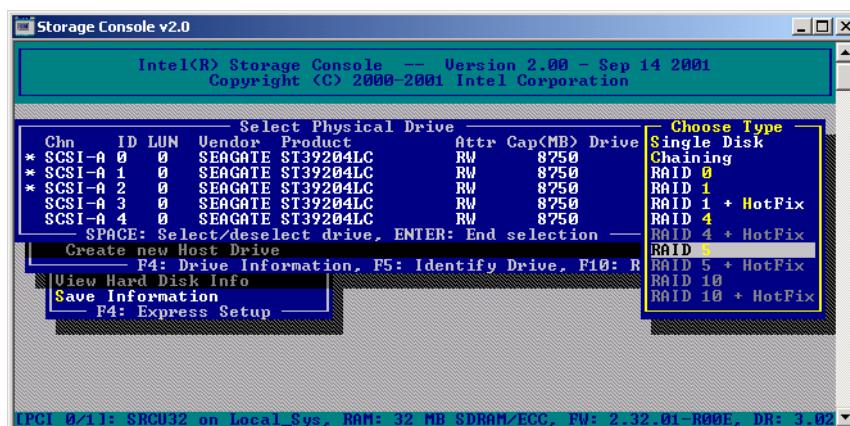 Storage Console v2.0
Intel(R) Storage Console -- Version 2.00 - Sep 14 2001
Copyright (C) 2000-2001 Intel Corporation
Select Physical Drive
Chn ID LUN Vendor Product Attr Cap(MB) Drive
* SCSI-A 0 0 SEAGATE ST39204LC RW 8750
* SCSI-A 1 0 SEAGATE ST39204LC RW 8750
* SCSI-A 2 0 SEAGATE ST39204LC RW 8750
SCSI-A 3 0 SEAGATE ST39204LC RW 8750
SCSI-A 4 0 SEAGATE ST39204LC RW 8750
SPACE: Select/deselect drive, ENTER: End selection
Choose Type
Single Disk
Chaining
RAID 0
RAID 1
RAID 1 + HotFix
RAID 4
RAID 4 + HotFix
RAID 5
RAID 5 + HotFix
RAID 10
RAID 10 + HotFix
Create new Host Drive
F4: Drive Information, F5: Identify Drive, F10: R
View Hard Disk Info
Save Information
F4: Express Setup
[PCI 0/1]: SRCU32 on Local_Sys, RAM: 32 MB SDRAM/ECC, FW: 2.32.01-R00E, DR: 3.02